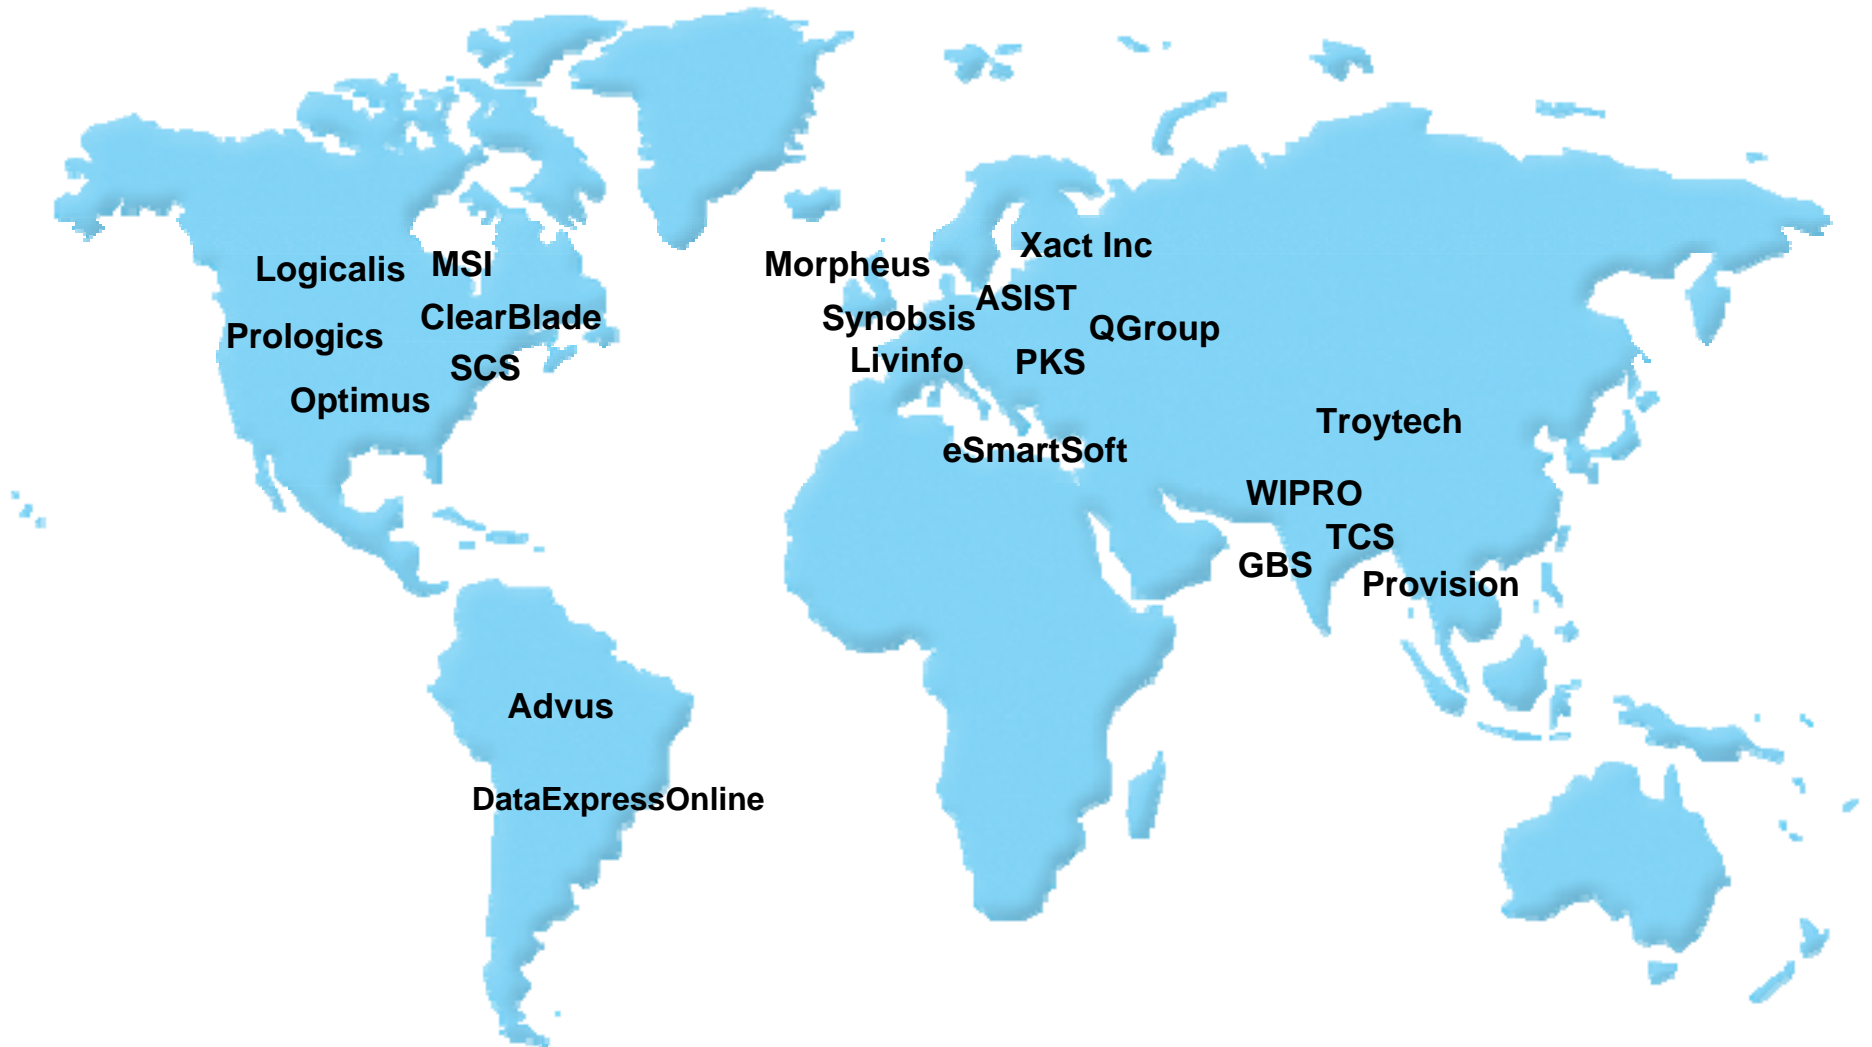 Logicalis
MSI
ClearBlade
Prologics
SCS
Optimus
Morpheus
Xact Inc
ASIST
Synobsis
QGroup
Livinfo
PKS
eSmartSoft
Troytech
WIPRO
TCS
GBS
Provision
Advus
DataExpressOnline